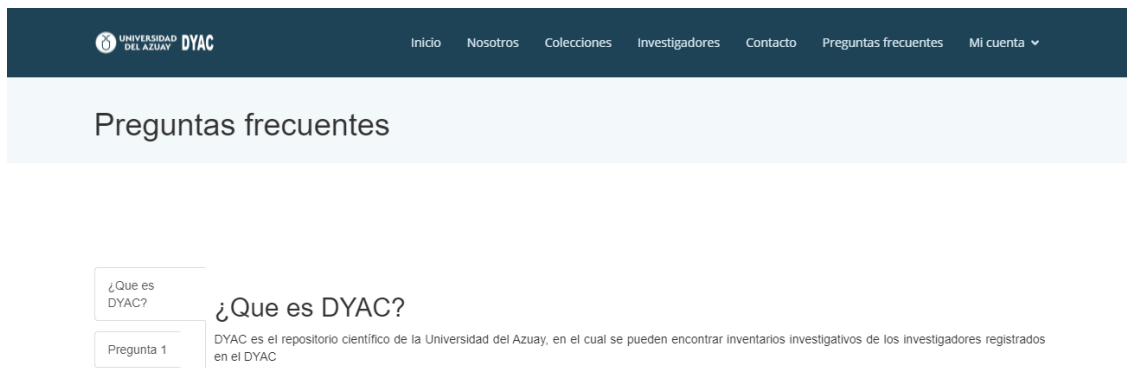 UNIVERSIDAD
DEL AZUAY DYAC
Inicio Nosotros Colecciones Investigadores Contacto Preguntas frecuentes Mi cuenta
Preguntas frecuentes
¿Que es
DYAC?
Pregunta 1
¿Que es DYAC?
DYAC es el repositorio científico de la Universidad del Azuay, en el cual se pueden encontrar inventarios investigativos de los investigadores registrados
en el DYAC